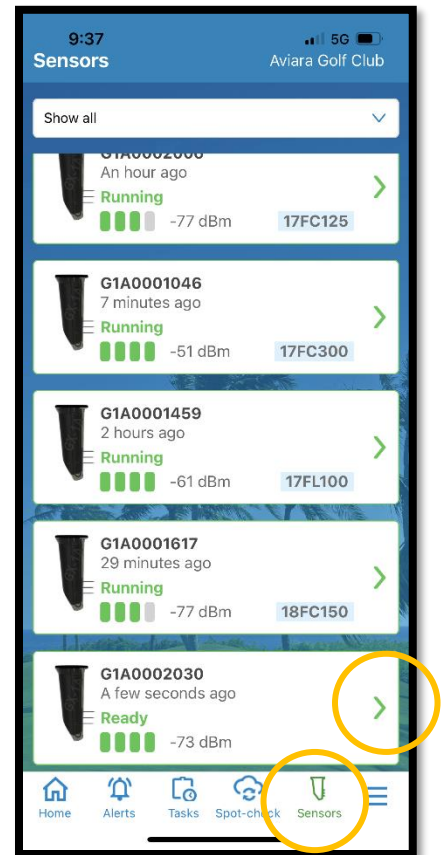 9:37
5G
Sensors
Aviara Golf Club
Show all
G1A0002006
An hour ago
Running
-77 dBm
17FC125
G1A0001046
7 minutes ago
Running
-51 dBm
17FC300
G1A0001459
2 hours ago
Running
-61 dBm
17FL100
G1A0001617
29 minutes ago
Running
-77 dBm
18FC150
G1A0002030
A few seconds ago
Ready
-73 dBm
Home
Alerts
Tasks
Spot-check
Sensors